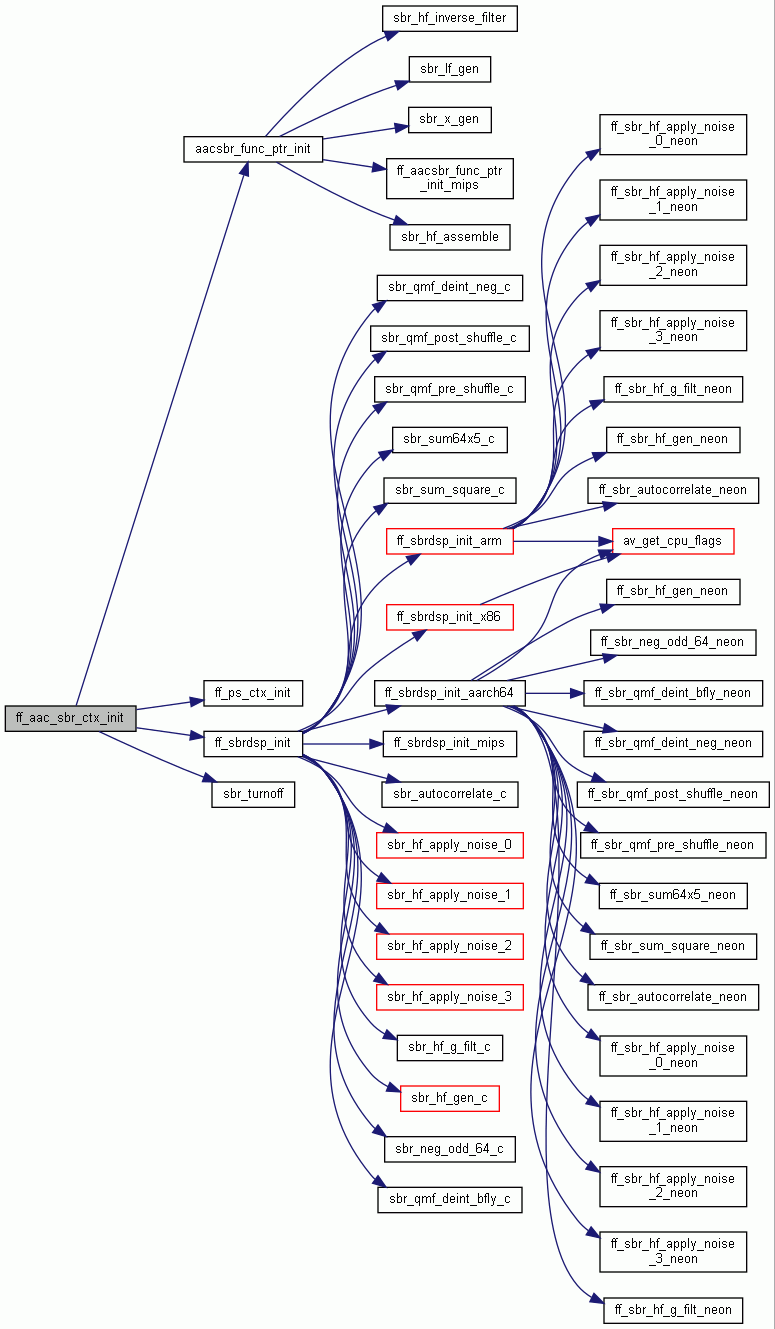 sbr_hf_inverse_filter
sbr_lf_gen
sbr_x_gen
aacsbr_func_ptr_init
ff_aacsbr_func_ptr
_init_mips
sbr_hf_assemble
ff_sbr_hf_apply_noise
_0_neon
ff_sbr_hf_apply_noise
_1_neon
ff_sbr_hf_apply_noise
_2_neon
ff_sbr_hf_apply_noise
_3_neon
ff_sbr_hf_g_filt_neon
ff_sbr_hf_gen_neon
ff_sbr_autocorrelate_neon
av_get_cpu_flags
sbr_qmf_deint_neg_c
sbr_qmf_post_shuffle_c
sbr_qmf_pre_shuffle_c
sbr_sum64x5_c
sbr_sum_square_c
ff_sbrdsp_init_arm
ff_sbrdsp_init_x86
ff_sbrdsp_init_aarch64
ff_sbrdsp_init_mips
sbr_autocorrelate_c
sbr_hf_apply_noise_0
sbr_hf_apply_noise_1
sbr_hf_apply_noise_2
sbr_hf_apply_noise_3
sbr_hf_g_filt_c
sbr_hf_gen_c
sbr_neg_odd_64_c
sbr_qmf_deint_bfly_c
ff_aac_sbr_ctx_init
ff_ps_ctx_init
ff_sbrdsp_init
sbr_turnoff
ff_sbr_hf_gen_neon
ff_sbr_neg_odd_64_neon
ff_sbr_qmf_deint_bfly_neon
ff_sbr_qmf_deint_neg_neon
ff_sbr_qmf_post_shuffle_neon
ff_sbr_qmf_pre_shuffle_neon
ff_sbr_sum64x5_neon
ff_sbr_sum_square_neon
ff_sbr_autocorrelate_neon
ff_sbr_hf_apply_noise
_0_neon
ff_sbr_hf_apply_noise
_1_neon
ff_sbr_hf_apply_noise
_2_neon
ff_sbr_hf_apply_noise
_3_neon
ff_sbr_hf_g_filt_neon